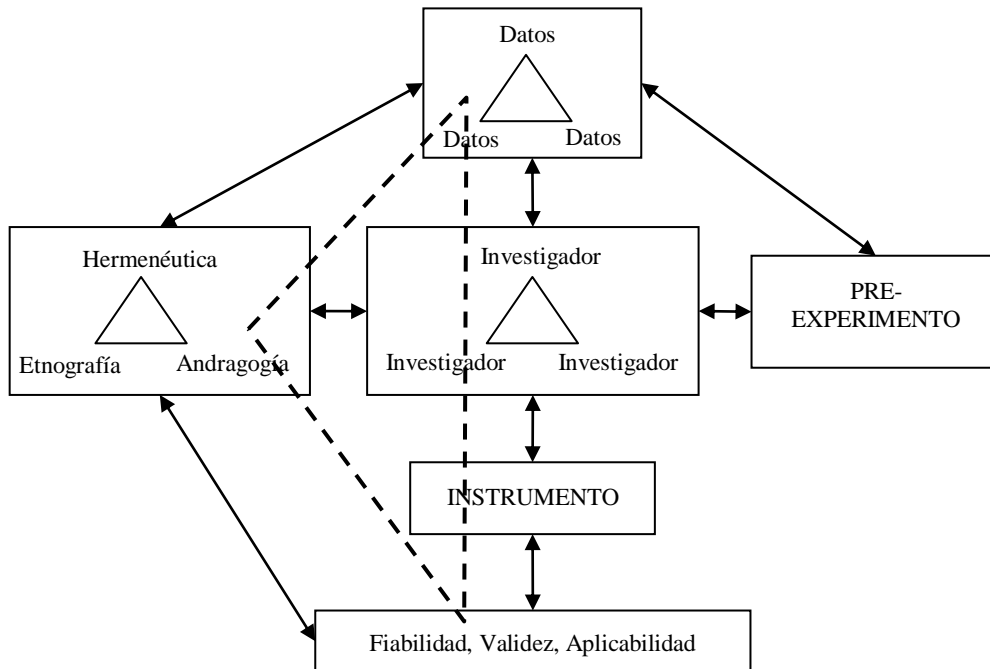 Datos
Datos Datos
Hermenéutica
Etnografía Andragogía
Investigador
Investigador Investigador
PRE-
EXPERIMENTO
INSTRUMENTO
Fiabilidad, Validez, Aplicabilidad